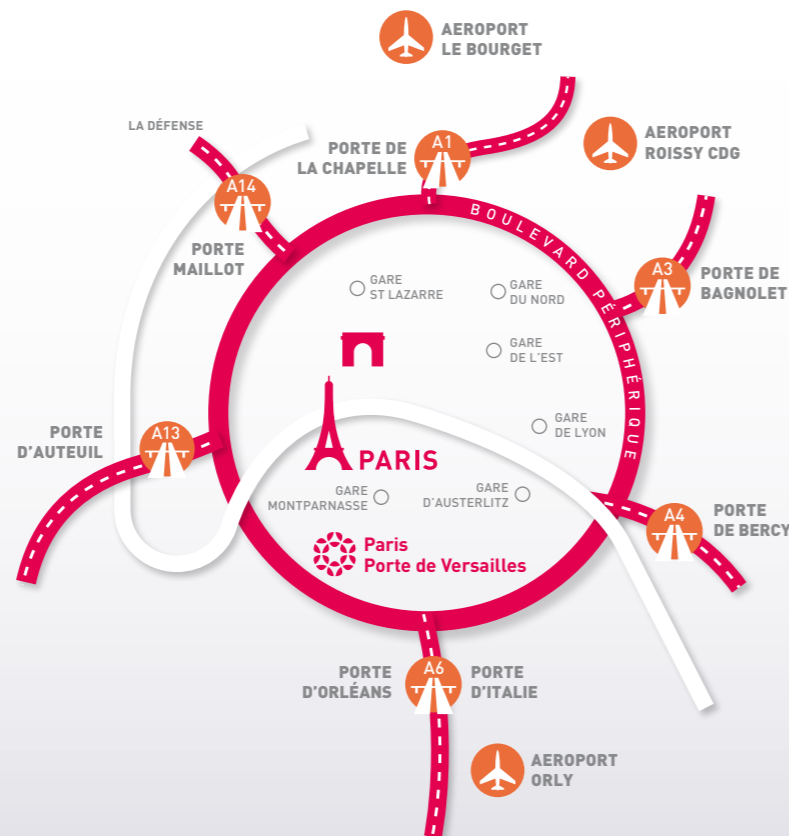 AEROPORT
LE BOURGET
LA DÉFENSE
PORTE DE
LA CHAPELLE
A1
AEROPORT
ROISSY CDG
A14
PORTE
MAILLOT
BOULEVARD PÉRIPHÉRIQUE
A3
PORTE DE
BAGNOLET
GARE
ST LAZARRE
GARE
DU NORD
GARE
DE L'EST
GARE
DE LYON
PORTE
D'AUTEUIL
A13
PARIS
GARE
MONTPARNASSE
GARE
D'AUSTERLITZ
A4
PORTE
DE BERCY
Paris
Porte de Versailles
PORTE
D'ORLÉANS
A6
PORTE
D'ITALIE
AEROPORT
ORLY